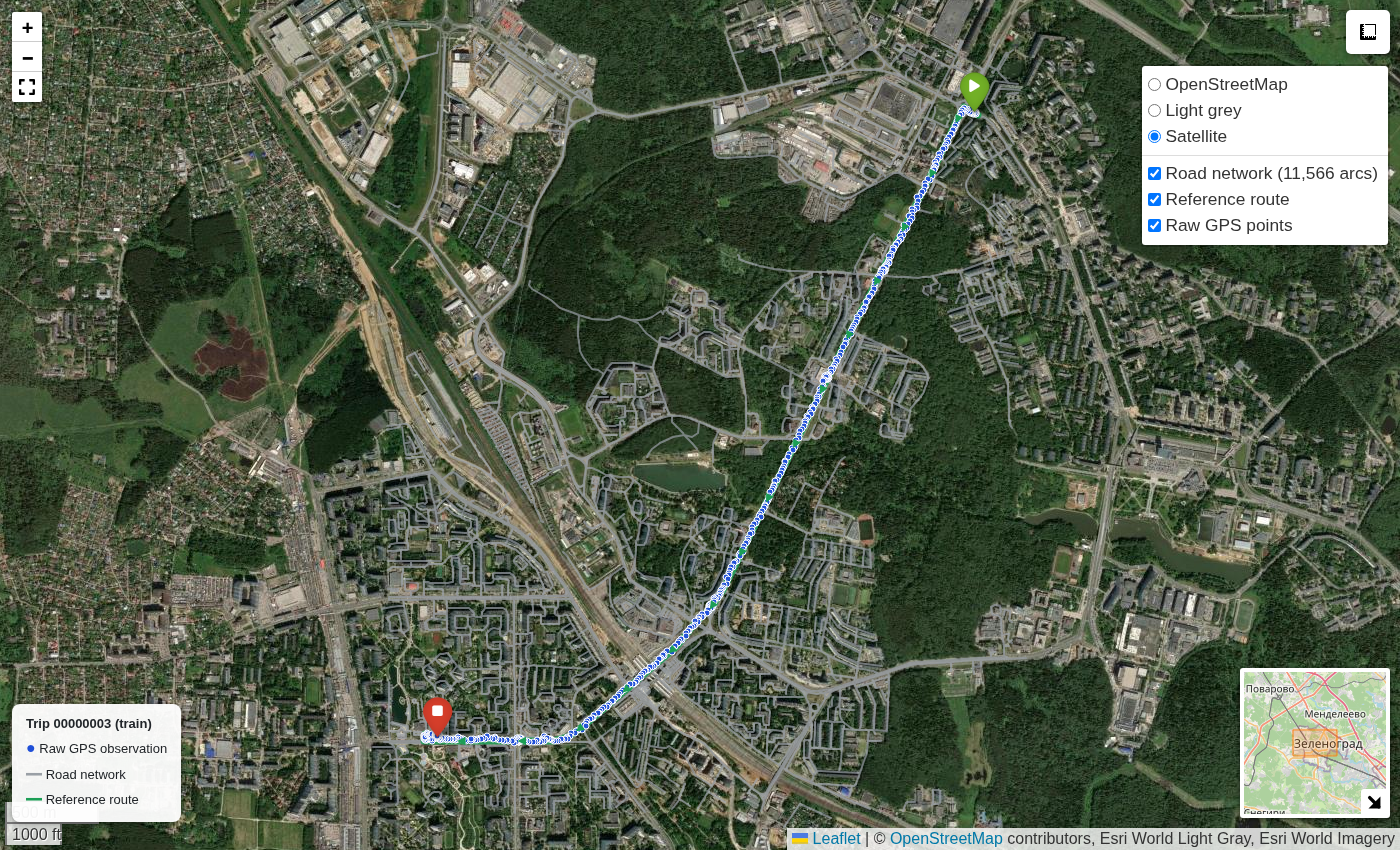 +
−
OpenStreetMap
Light grey
Satellite
Road network (11,566 arcs)
Reference route
Raw GPS points
Trip 00000003 (train)
Raw GPS observation
Road network
Reference route
1000 ft
Поварово
Менделеево
Зеленоград
Снегири
Leaflet | © OpenStreetMap contributors, Esri World Light Gray, Esri World Imagery